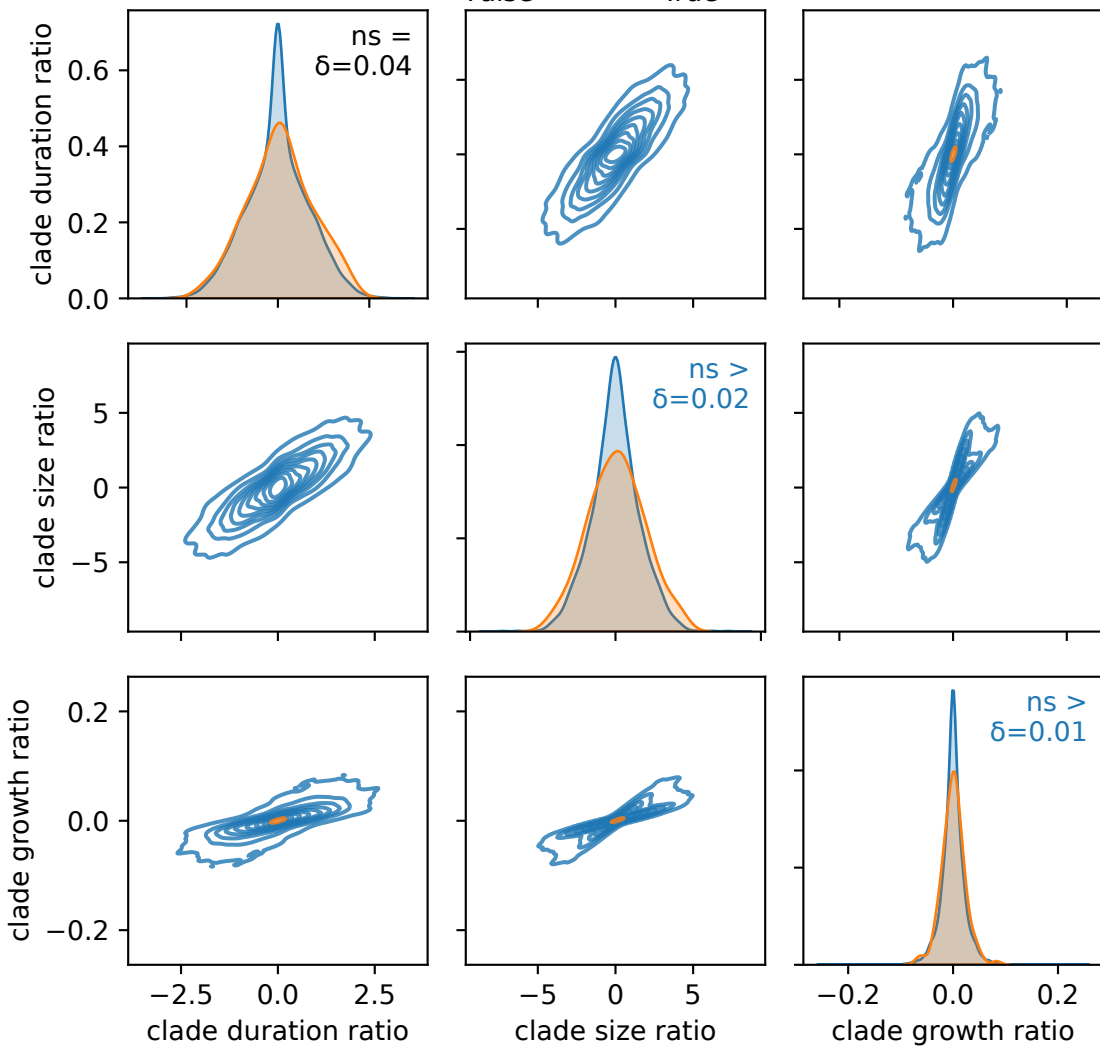 clade duration ratio
0.6
0.4
0.2
0.0
ns =
δ=0.04
clade size ratio
5
0
−5
ns >
δ=0.02
clade growth ratio
0.2
0.0
−0.2
ns >
δ=0.01
−2.5 0.0 2.5
−5 0 5
−0.2 0.0 0.2
clade duration ratio
clade size ratio
clade growth ratio